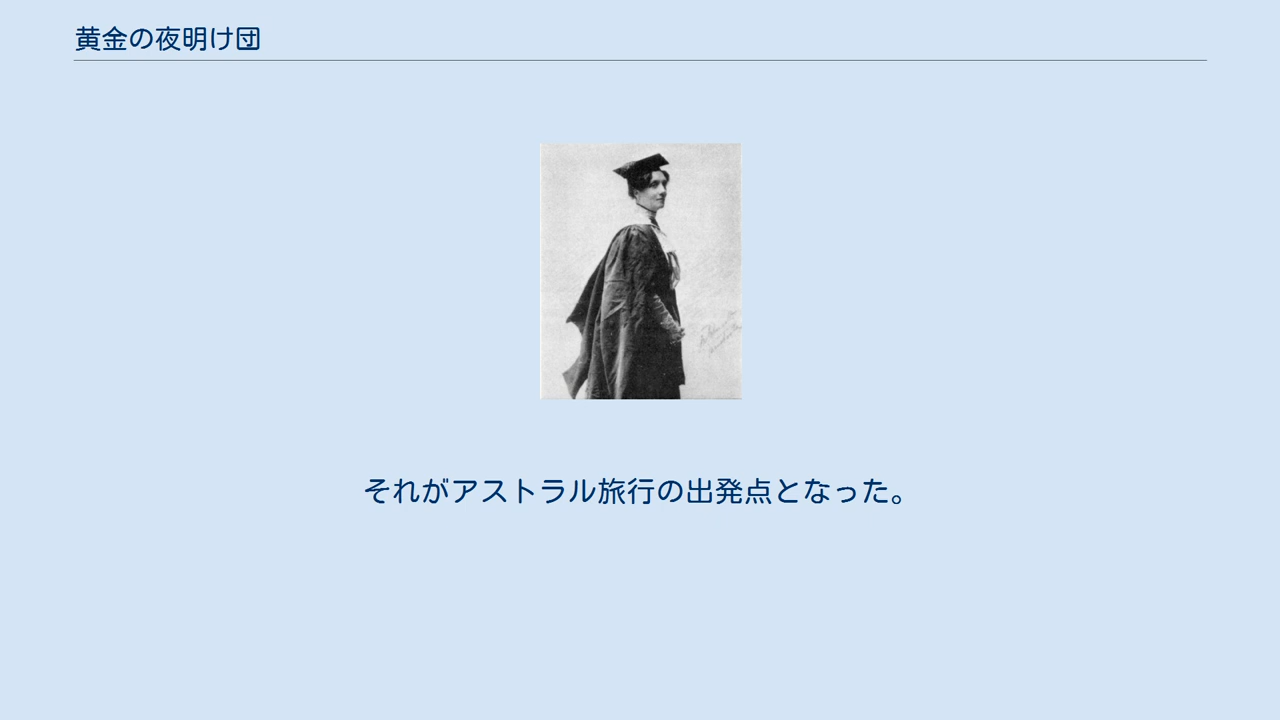 黄金の夜明け団
それがアストラル旅行の出発点となった。